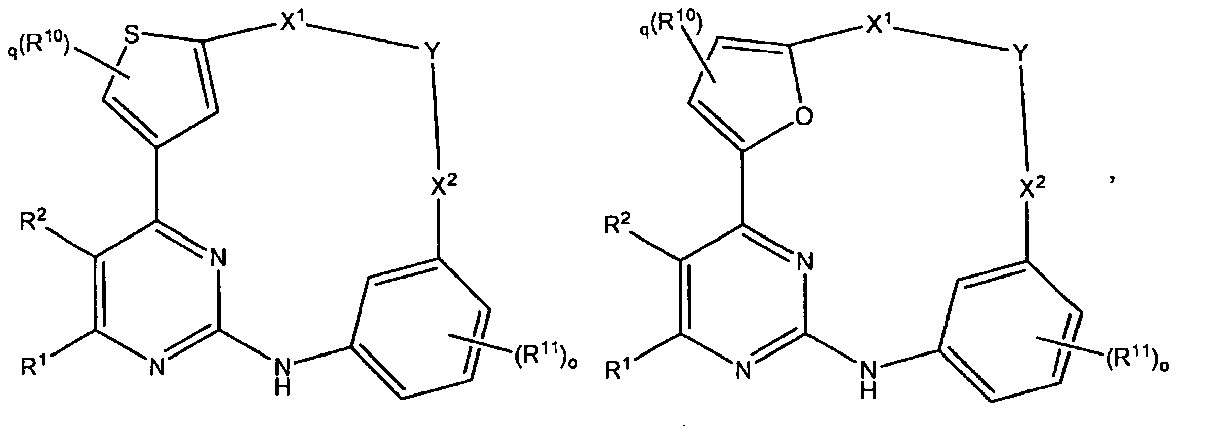 q(R¹⁰) S X¹ Y
X² R² N
R¹ N N H (R¹¹)o
q(R¹⁰) X¹ Y O
X² , R² N
R¹ N N H (R¹¹)o